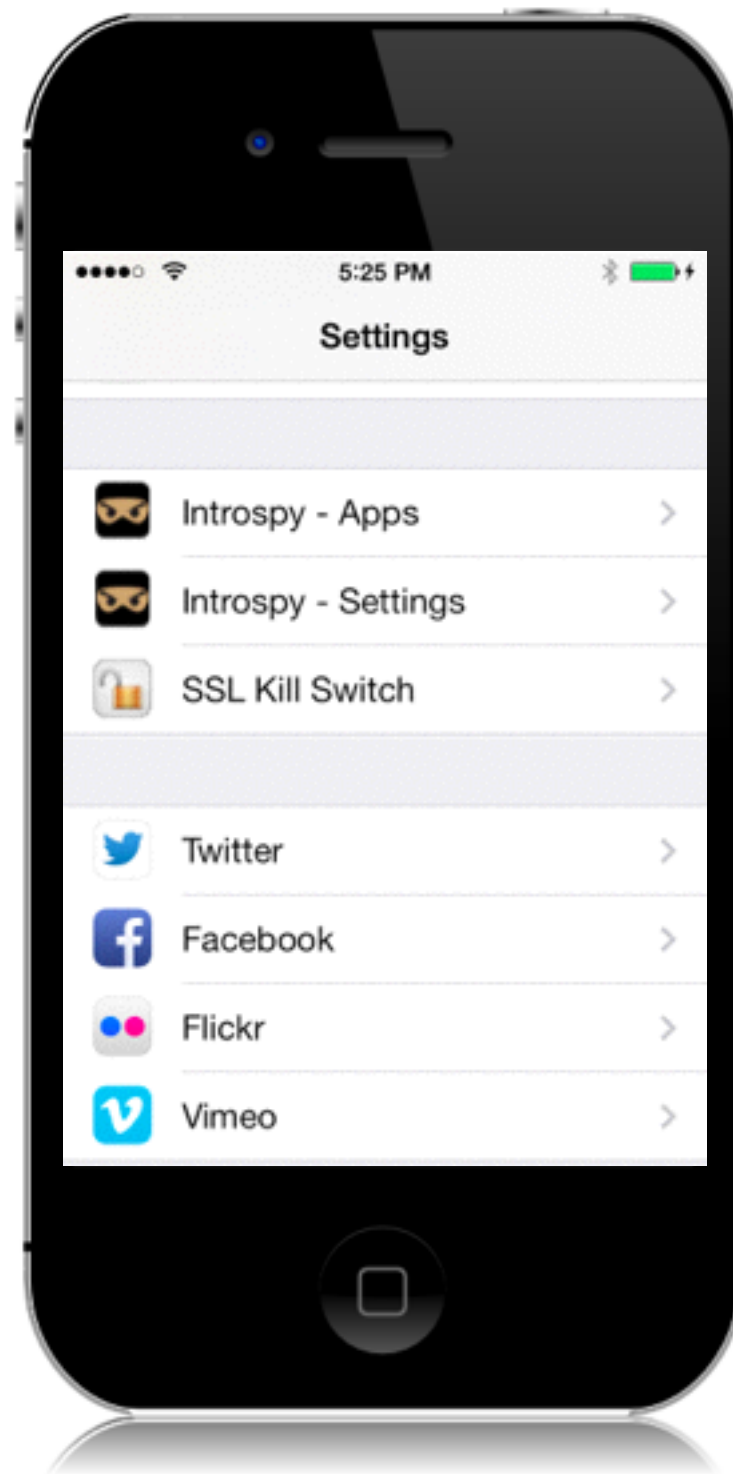 5:25 PM
Settings
Introspy - Apps
Introspy - Settings
SSL Kill Switch
Twitter
Facebook
Flickr
Vimeo